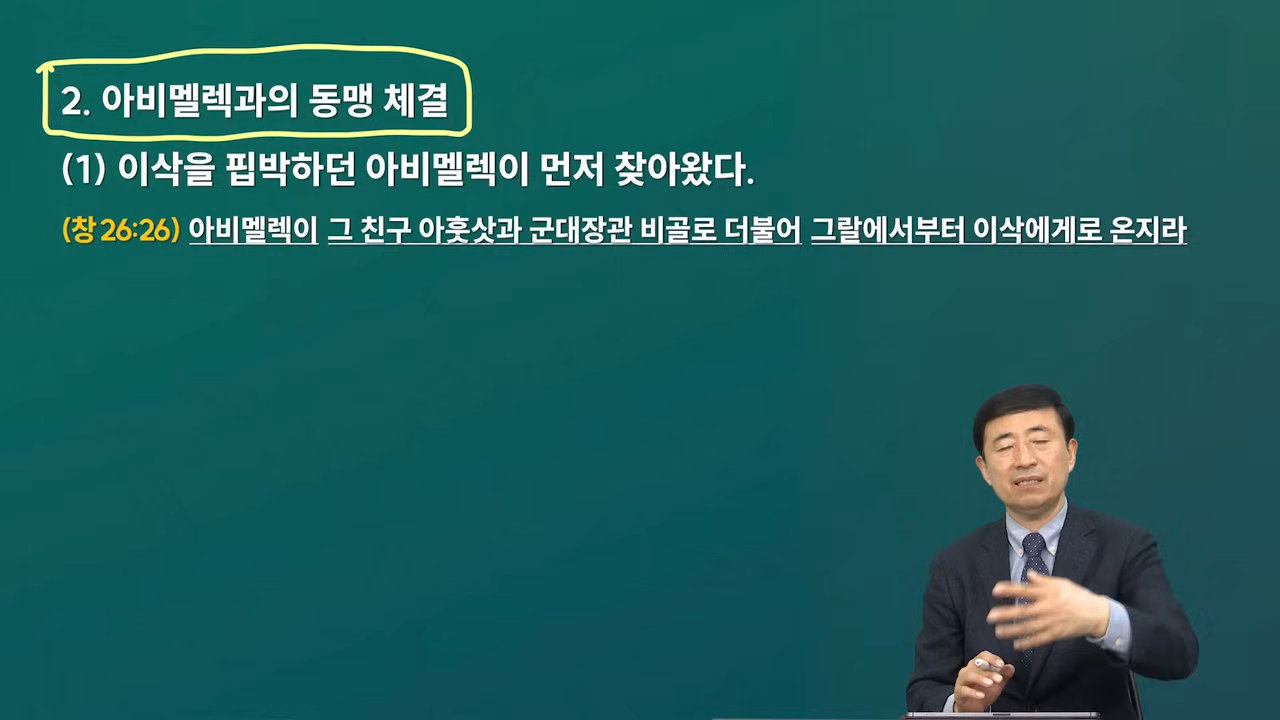 2. 아비멜렉과의 동맹 체결
(1) 이삭을 핍박하던 아비멜렉이 먼저 찾아왔다.
(창 26:26) 아비멜렉이 그 친구 아훗삿과 군대장관 비골로 더불어 그랄에서부터 이삭에게로 온지라